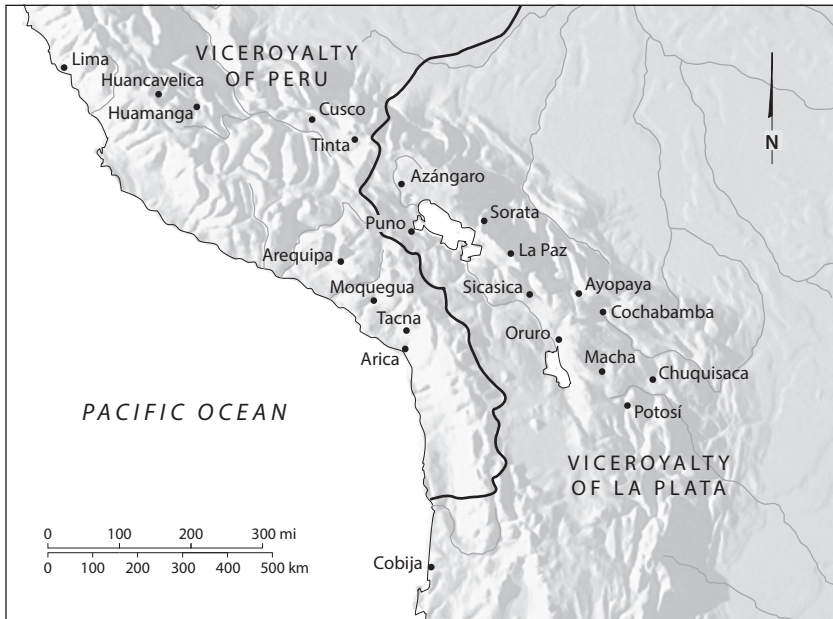 Lima
VICEROYALTY
OF PERU
Huancavelica
Huamanga
Cusco
Tinta
N
Azángaro
Puno
Sorata
La Paz
Arequipa
Moquegua
Sicasica
Ayopaya
Cochabamba
Tacna
Oruro
Arica
Macha
Chuquisaca
Potosí
PACIFIC OCEAN
VICEROYALTY
OF LA PLATA
0 100 200 300 mi
0 100 200 300 400 500 km
Cobija